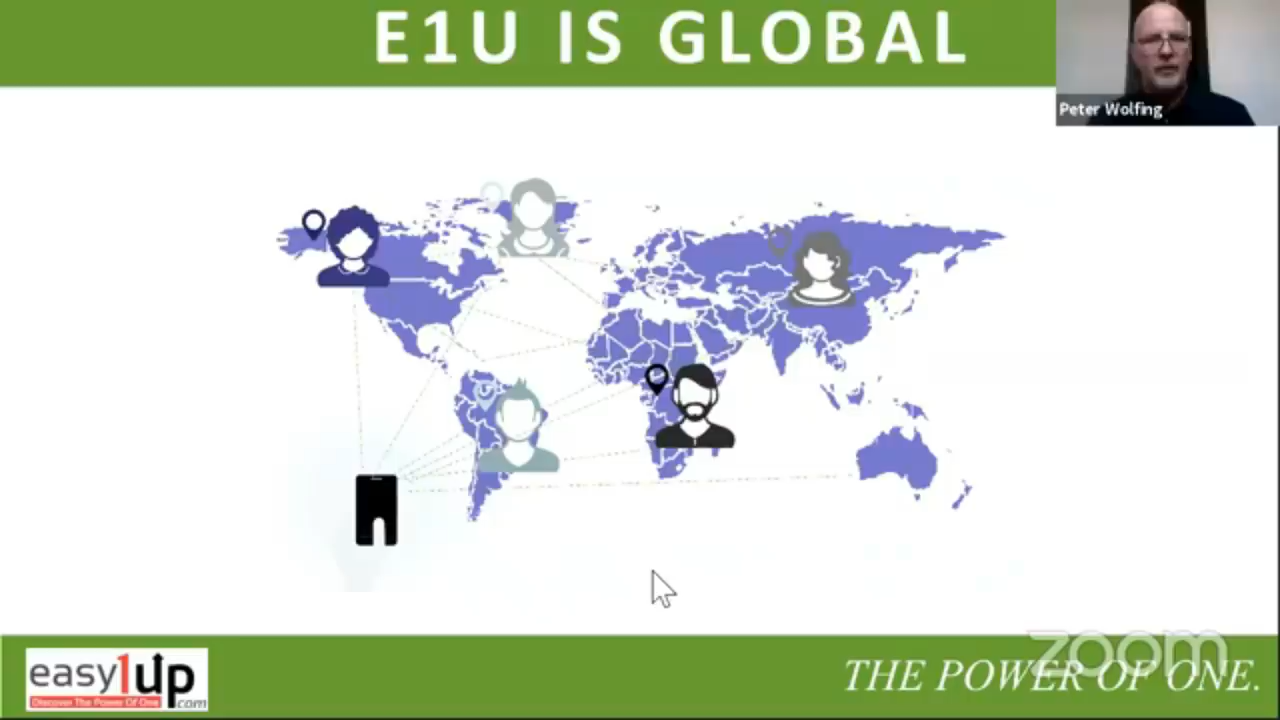 E1U IS GLOBAL
Peter Wolfing
easy1up
.com
Discover The Power Of One
THE POWER OF ONE.
zoom